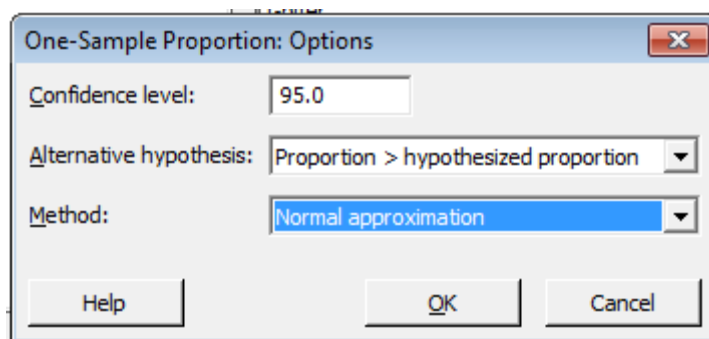 One-Sample Proportion: Options
Confidence level: 95.0
Alternative hypothesis: Proportion > hypothesized proportion
Method: Normal approximation
Help OK Cancel